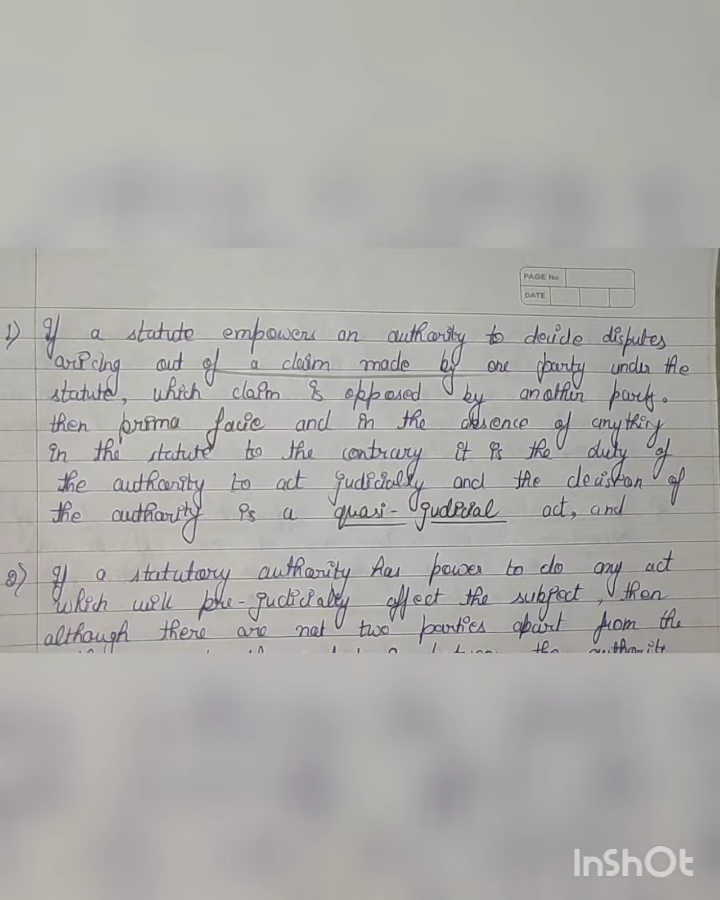 PAGE No
DATE
1) If a statute empowers an authority to decide disputes
aricing out of a claim made by one party under the
statute, which claim is opposed by another party.
then prima facie and in the absence of anything
in the statute to the contrary it is the duty of
the authority to act judicially and the decision of
the authority is a quasi-judicial act, and
2) If a statutory authority has power to do any act
which will pre-judicially affect the subject, then
although there are not two parties apart from the
the authority
InShOt